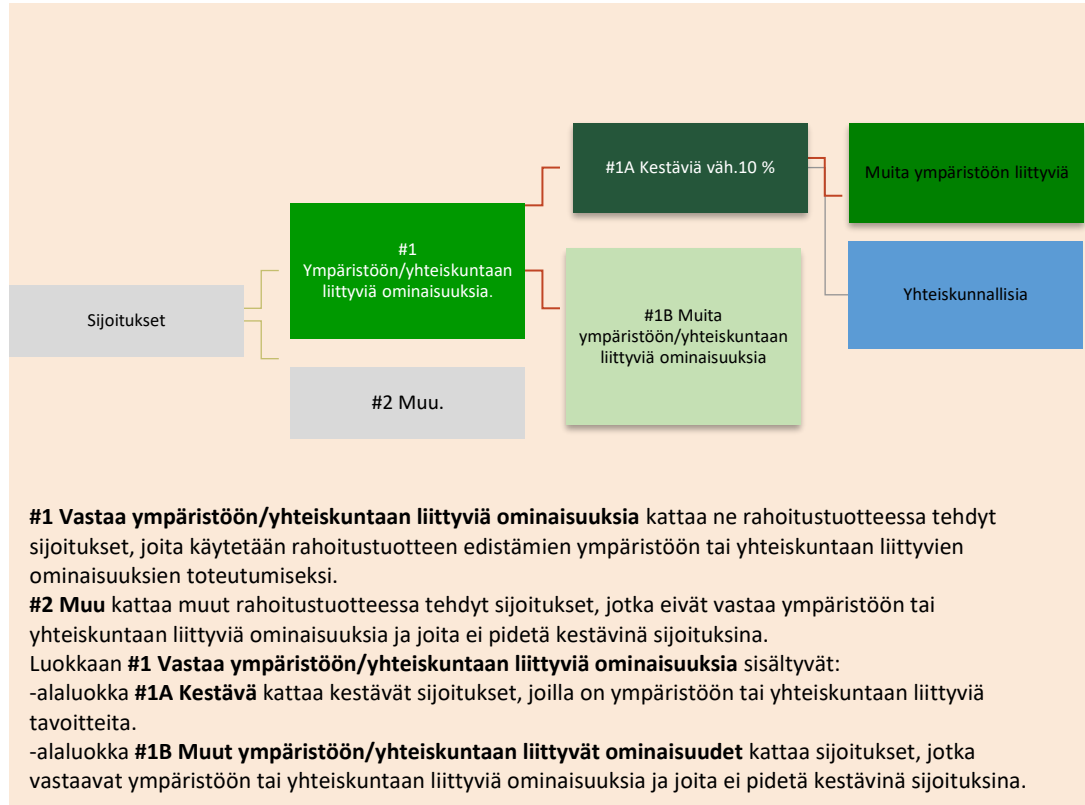 Sijoitukset
#1
Ympäristöön/yhteiskuntaan
liittyviä ominaisuuksia.
#2 Muu.
#1A Kestäviä väh.10 %
#1B Muita
ympäristöön/yhteiskuntaan
liittyviä ominaisuuksia
Muita ympäristöön liittyviä
Yhteiskunnallisia
#1 Vastaa ympäristöön/yhteiskuntaan liittyviä ominaisuuksia kattaa ne rahoitustuotteessa tehdyt
sijoitukset, joita käytetään rahoitustuotteen edistämien ympäristöön tai yhteiskuntaan liittyvien
ominaisuuksien toteutumiseksi.
#2 Muu kattaa muut rahoitustuotteessa tehdyt sijoitukset, jotka eivät vastaa ympäristöön tai
yhteiskuntaan liittyviä ominaisuuksia ja joita ei pidetä kestävinä sijoituksina.
Luokkaan #1 Vastaa ympäristöön/yhteiskuntaan liittyviä ominaisuuksia sisältyvät:
-alaluokka #1A Kestävä kattaa kestävät sijoitukset, joilla on ympäristöön tai yhteiskuntaan liittyviä
tavoitteita.
-alaluokka #1B Muut ympäristöön/yhteiskuntaan liittyvät ominaisuudet kattaa sijoitukset, jotka
vastaavat ympäristöön tai yhteiskuntaan liittyviä ominaisuuksia ja joita ei pidetä kestävinä sijoituksina.